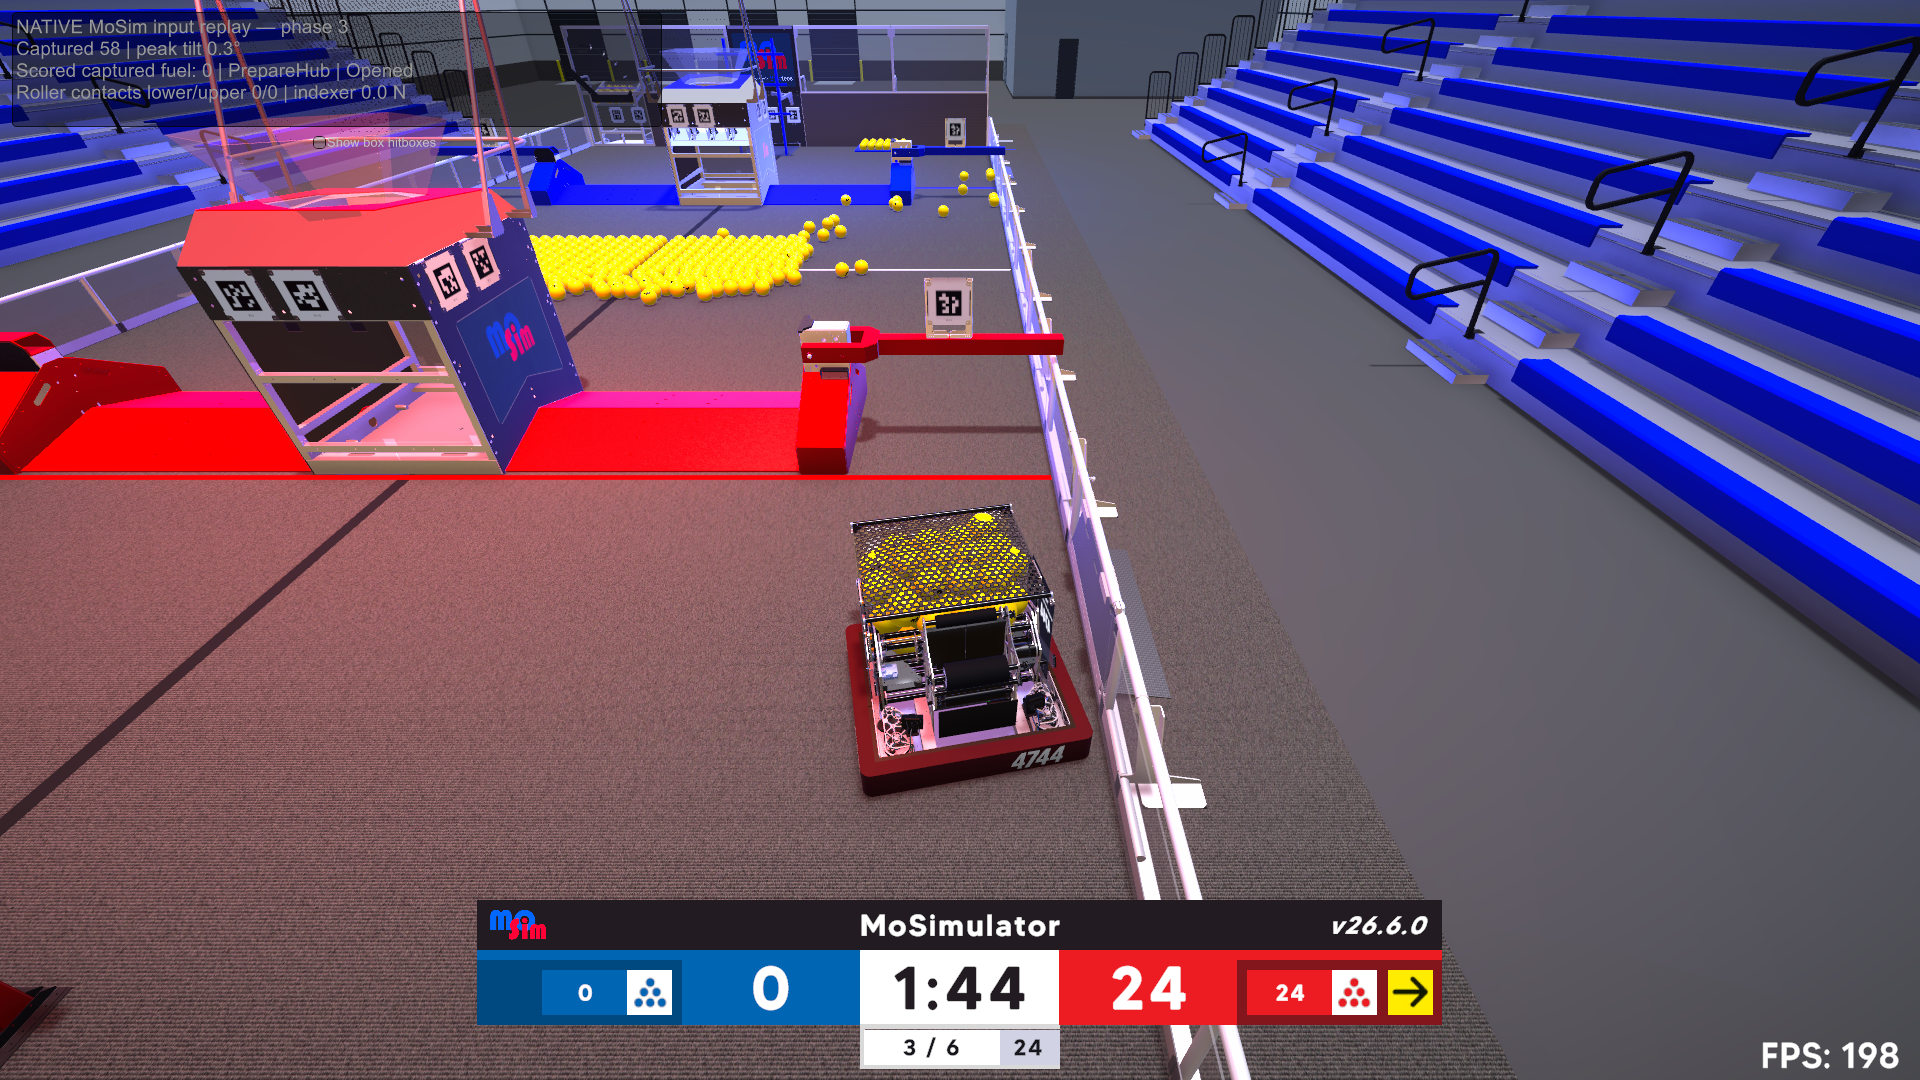 NATIVE MoSim input replay — phase 3
Captured 58 | peak tilt 0.3°
Scored captured fuel: 0 | PrepareHub | Opened
Roller contacts lower/upper 0/0 | indexer 0.0 N
Show box hitboxes
mosim
mosim
4744
mosim
MoSimulator
v26.6.0
0
0
1:44
24
24
3 / 6
24
FPS: 198